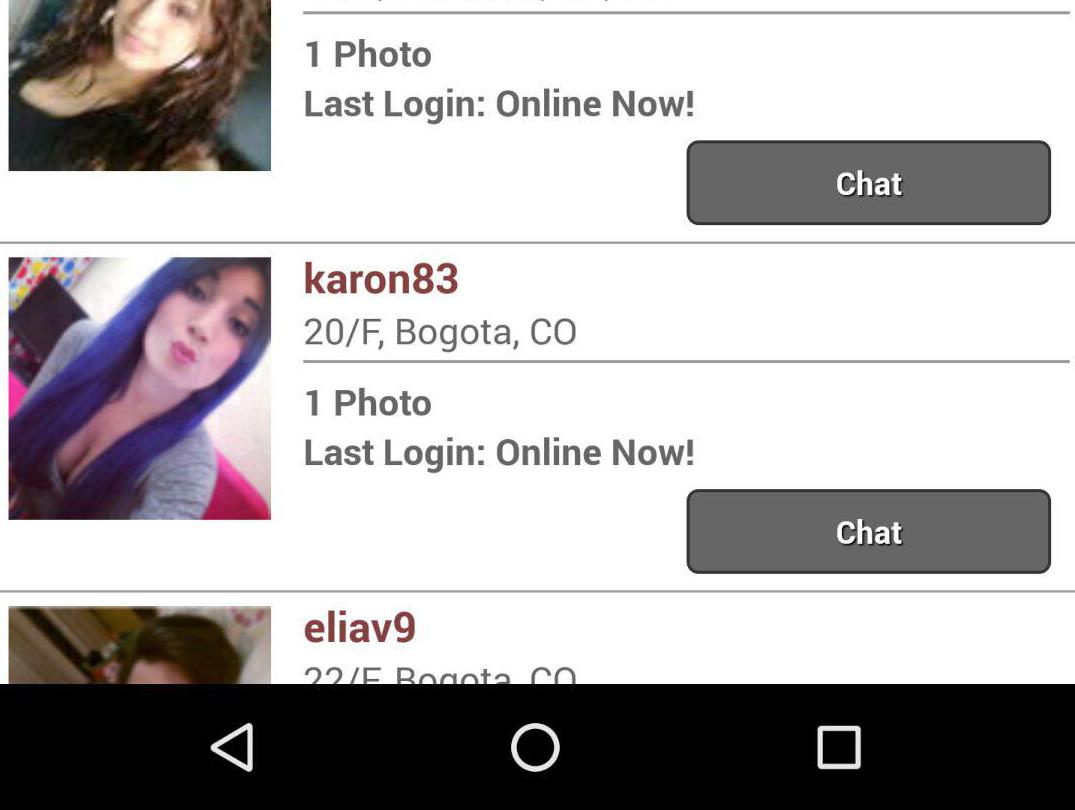 1 Photo
Last Login: Online Now!
Chat
karon83
20/F, Bogota, CO
1 Photo
Last Login: Online Now!
Chat
eliav9
22/F, Bogota, CO